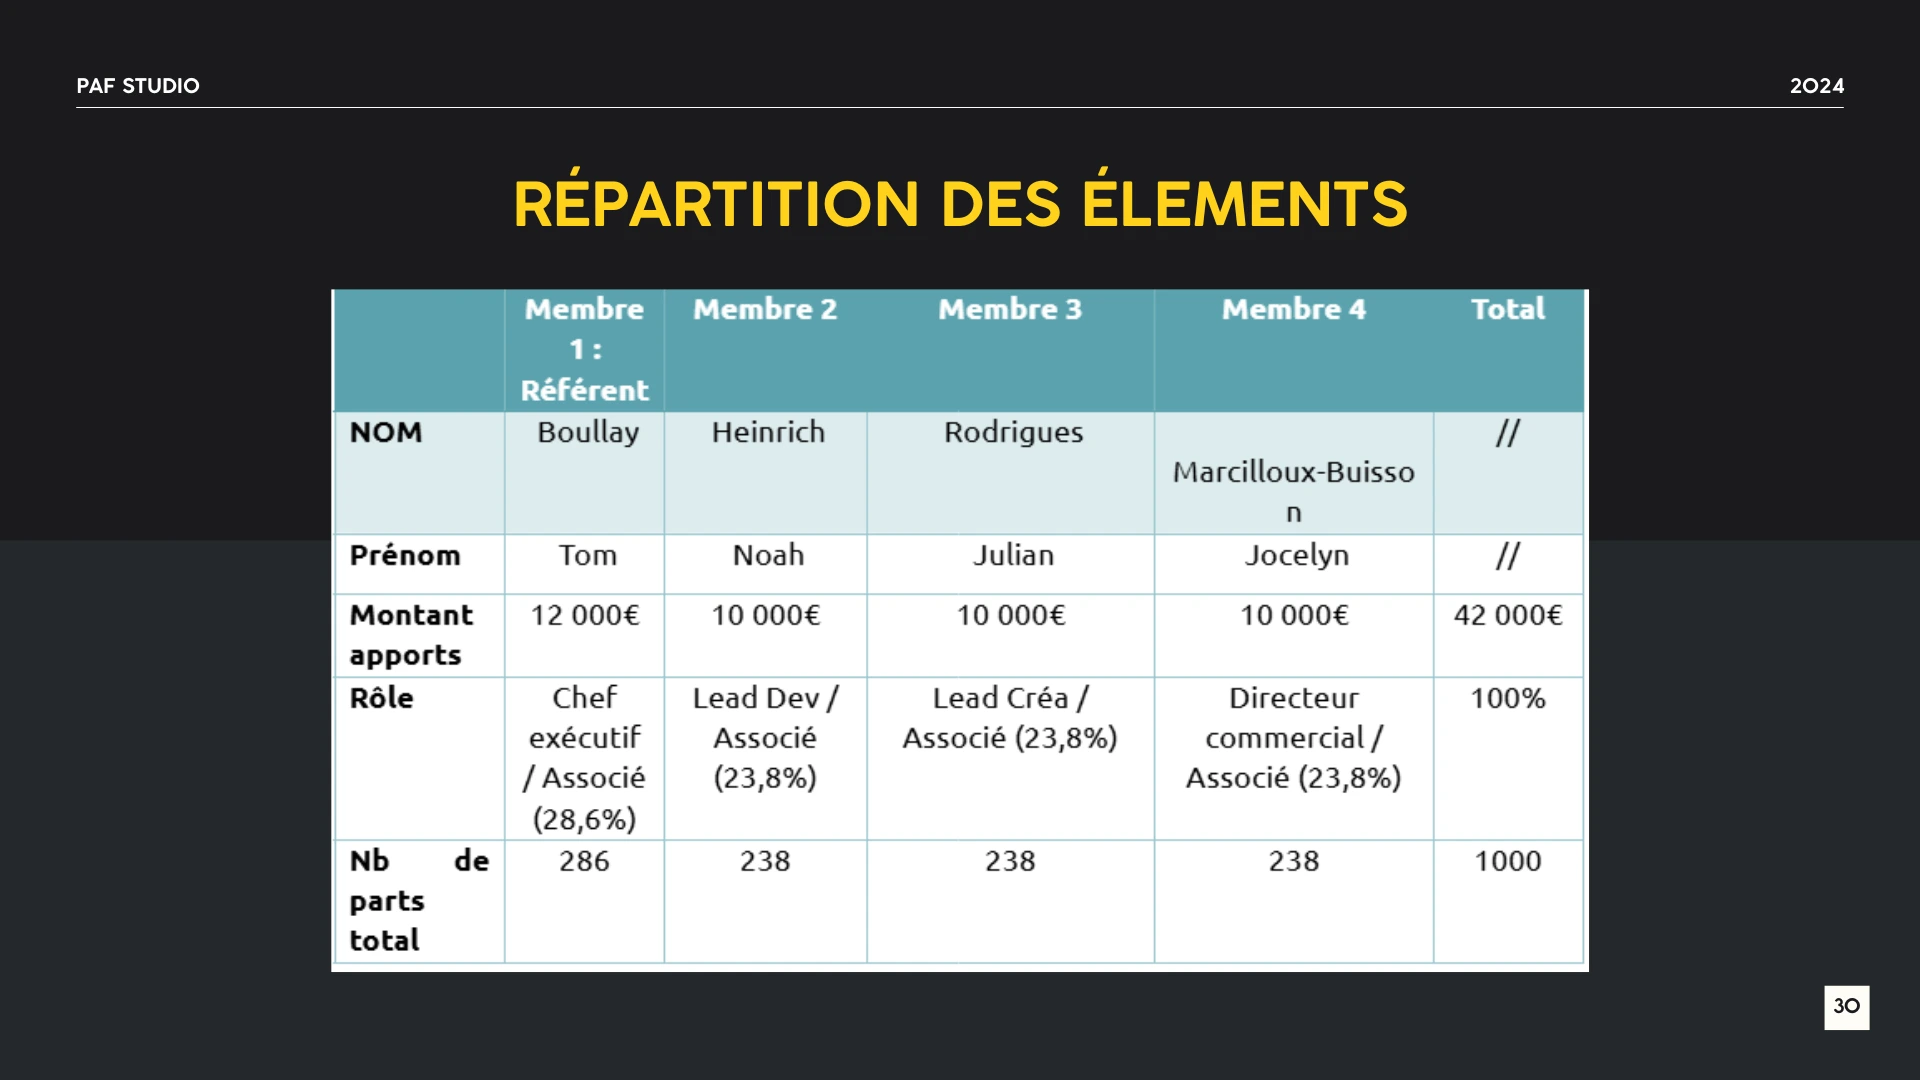 PAF STUDIO
2024
RÉPARTITION DES ÉLEMENTS
Membre
1 :
Référent
Membre 2
Membre 3
Membre 4
Total
NOM
Boullay
Heinrich
Rodrigues
Marcilloux-Buisso
n
//
Prénom
Tom
Noah
Julian
Jocelyn
//
Montant
apports
12 000€
10 000€
10 000€
10 000€
42 000€
Rôle
Chef
exécutif
/ Associé
(28,6%)
Lead Dev /
Associé
(23,8%)
Lead Créa /
Associé (23,8%)
Directeur
commercial /
Associé (23,8%)
100%
Nb de
parts
total
286
238
238
238
1000
30